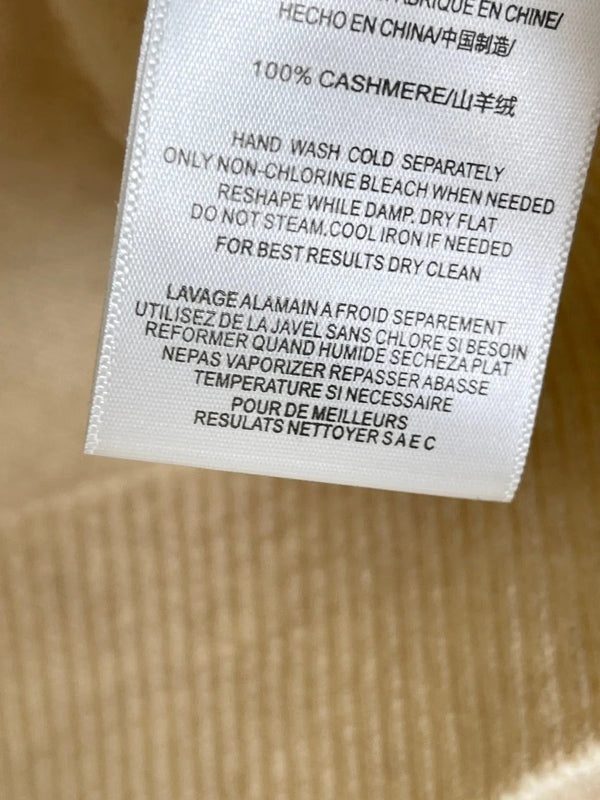 FABRIQUE EN CHINE/
HECHO EN CHINA/中国制造/
100% CASHMERE/山羊绒
HAND WASH COLD SEPARATELY
ONLY NON-CHLORINE BLEACH WHEN NEEDED
RESHAPE WHILE DAMP. DRY FLAT
DO NOT STEAM.COOL IRON IF NEEDED
FOR BEST RESULTS DRY CLEAN
LAVAGE ALAMAIN A FROID SEPAREMENT
UTILISEZ DE LA JAVEL SANS CHLORE SI BESOIN
REFORMER QUAND HUMIDE SECHEZA PLAT
NEPAS VAPORIZER REPASSER ABASSE
TEMPERATURE SI NECESSAIRE
POUR DE MEILLEURS
RESULATS NETTOYER S A E C